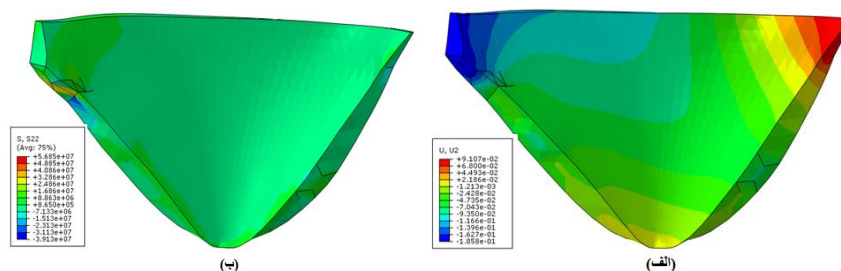 S, S22
(Avg: 75%)
+5.685e+07
+4.885e+07
+4.086e+07
+3.286e+07
+2.486e+07
+1.686e+07
+8.863e+06
+8.650e+05
-7.133e+06
-1.513e+07
-2.313e+07
-3.113e+07
-3.913e+07
(ب)
U, U2
+9.107e-02
+6.800e-02
+4.493e-02
+2.186e-02
-1.213e-03
-2.428e-02
-4.735e-02
-7.043e-02
-9.350e-02
-1.166e-01
-1.396e-01
-1.627e-01
-1.858e-01
(الف)